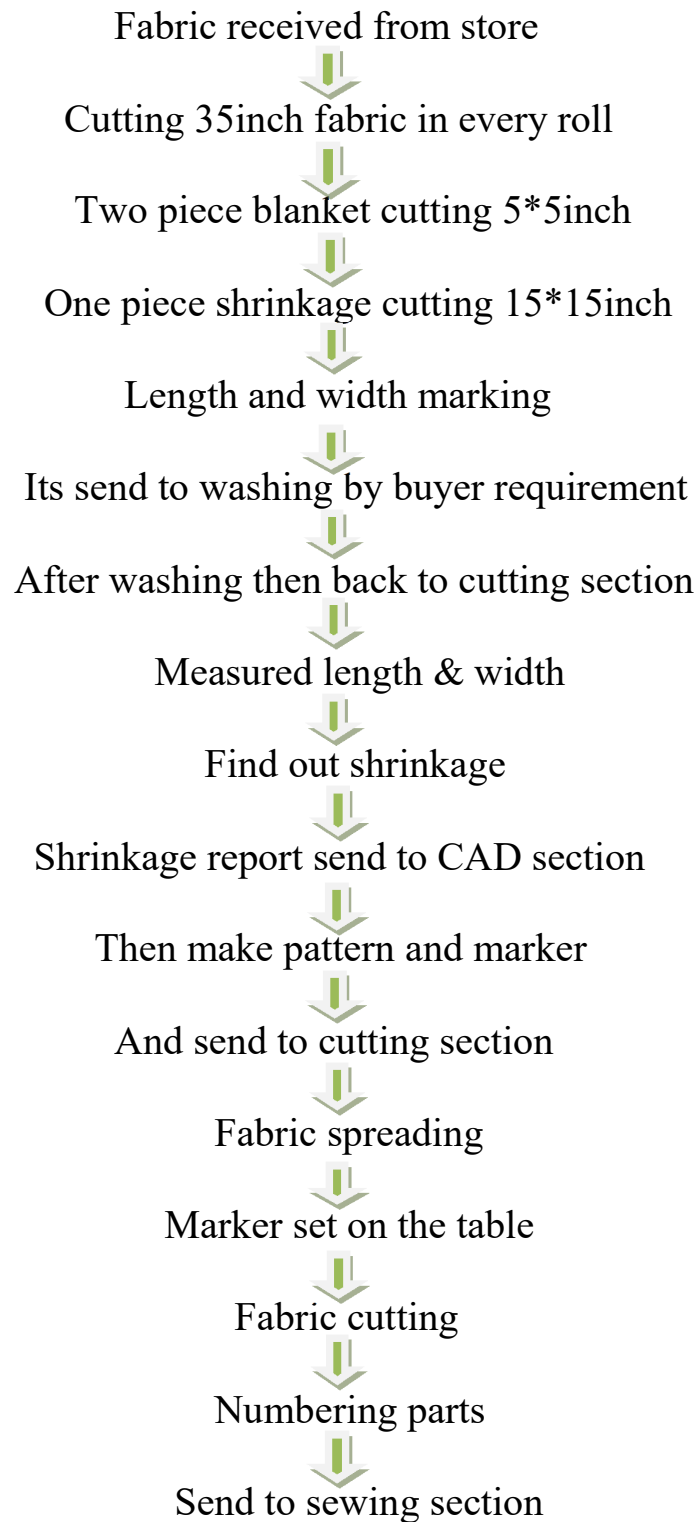 Fabric received from store
Cutting 35inch fabric in every roll
Two piece blanket cutting 5*5inch
One piece shrinkage cutting 15*15inch
Length and width marking
Its send to washing by buyer requirement
After washing then back to cutting section
Measured length & width
Find out shrinkage
Shrinkage report send to CAD section
Then make pattern and marker
And send to cutting section
Fabric spreading
Marker set on the table
Fabric cutting
Numbering parts
Send to sewing section